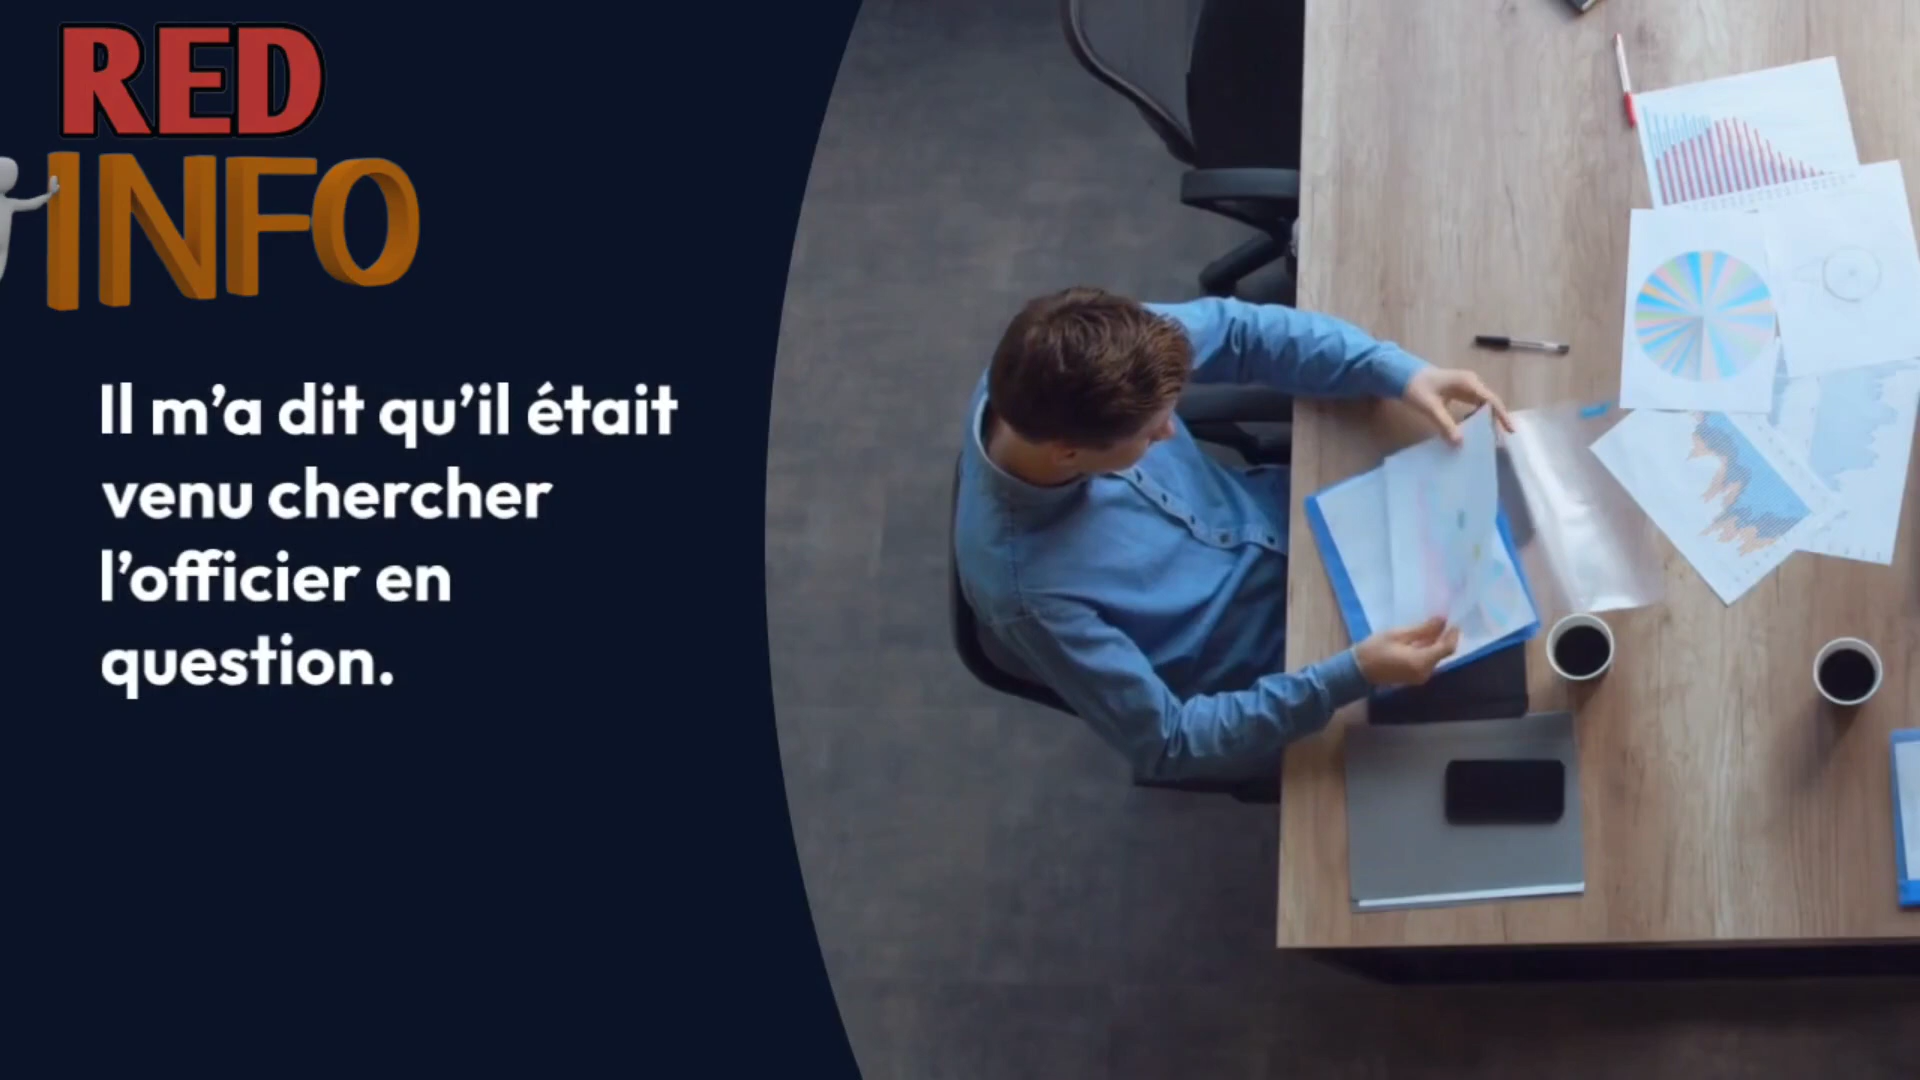 RED
INFO
Il m’a dit qu’il était
venu chercher
l’officier en
question.